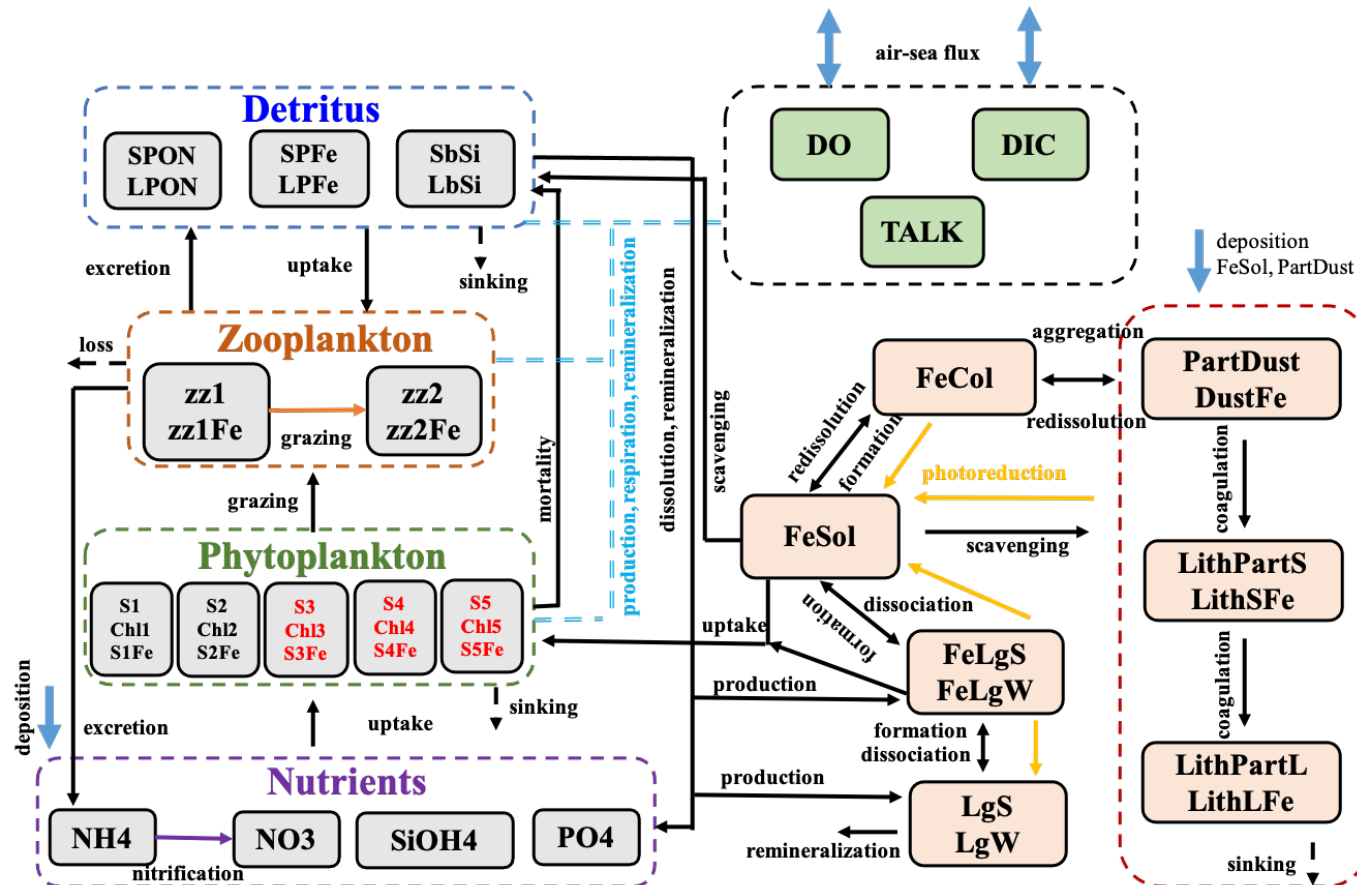 air-sea flux
Detritus
SPON
LPON
SPFe
LPFe
SbSi
LbSi
DO
DIC
TALK
excretion
uptake
sinking
deposition
FeSol, PartDust
loss
Zooplankton
zz1
zz1Fe
grazing
zz2
zz2Fe
grazing
mortality
production, respiration, remineralization
dissolution, remineralization
scavenging
FeCol
aggregation
redissolution
PartDust
DustFe
redissolution
formation
photoreduction
coagulation
FeSol
scavenging
LithPartS
LithSFe
Phytoplankton
S1
Chl1
S1Fe
S2
Chl2
S2Fe
S3
Chl3
S3Fe
S4
Chl4
S4Fe
S5
Chl5
S5Fe
uptake
dissociation
formation
FeLgS
FeLgW
coagulation
deposition
excretion
uptake
sinking
production
formation
dissociation
LithPartL
LithLFe
Nutrients
NH4
nitrification
NO3
SiOH4
PO4
production
LgS
LgW
remineralization
sinking